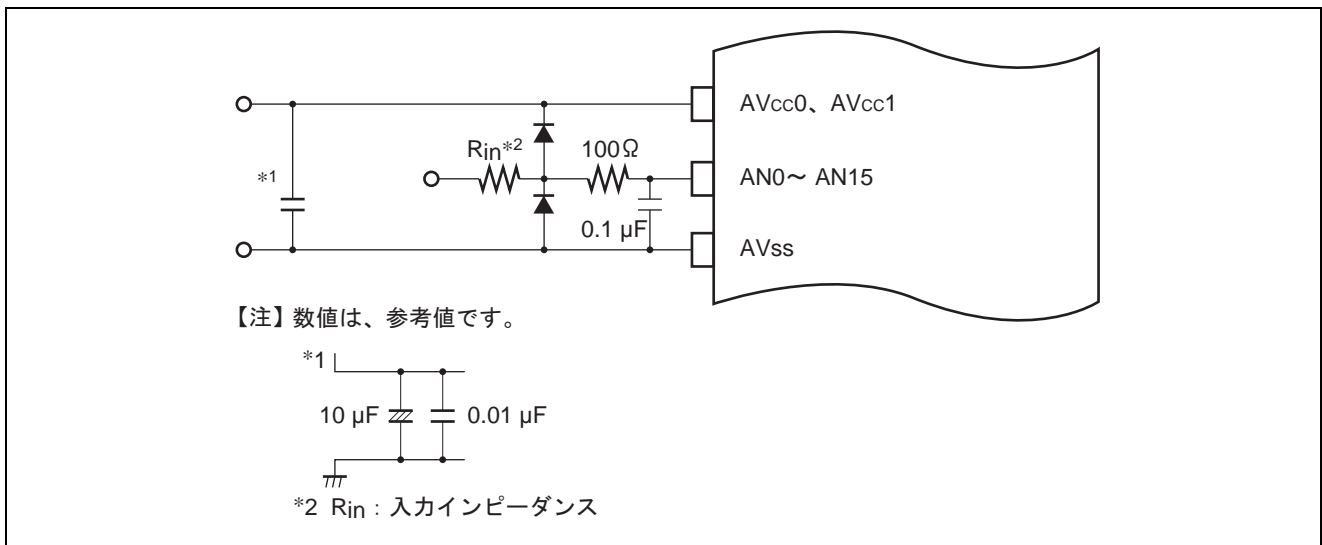 AVcc0、AVcc1
Rin*2
100Ω
*1
AN0～ AN15
0.1 μF
AVss
【注】数値は、参考値です。
*1
10 μF
0.01 μF
*2 Rin : 入力インピーダンス